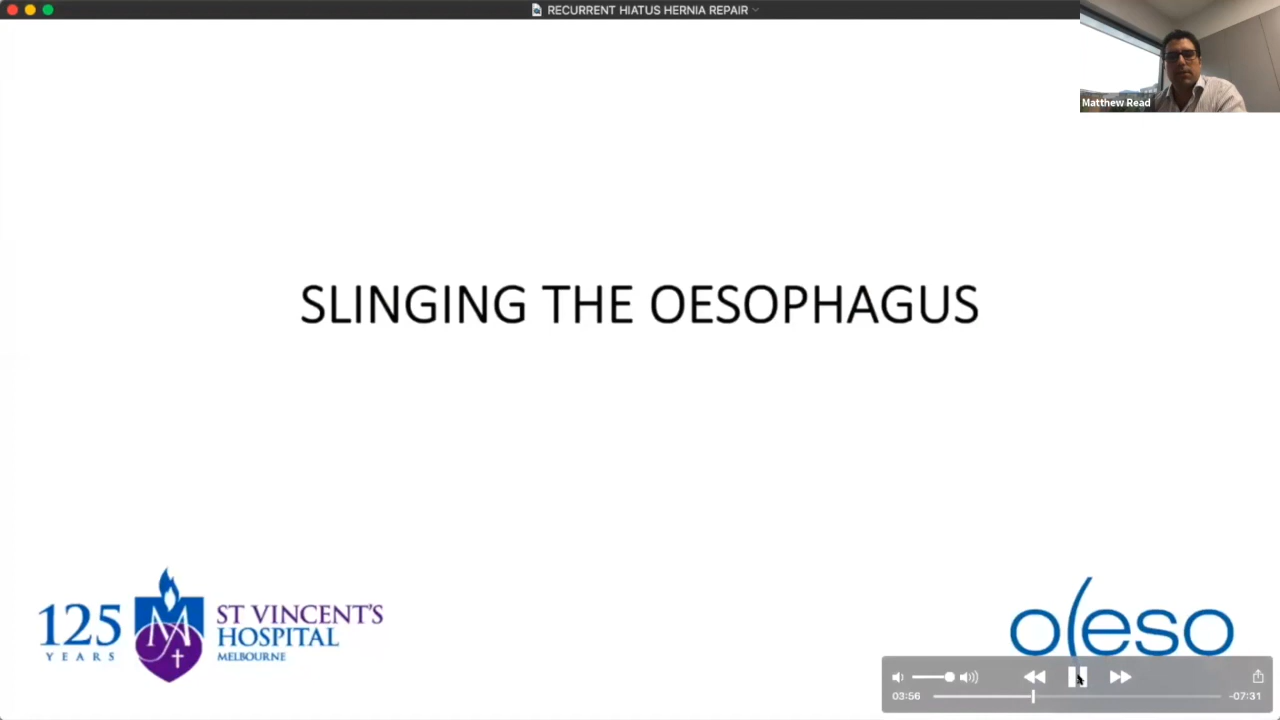 RECURRENT HIATUS HERNIA REPAIR
Matthew Read
SLINGING THE OESOPHAGUS
125
YEARS
ST VINCENT'S
HOSPITAL
MELBOURNE
oleso
03:56
-07:31